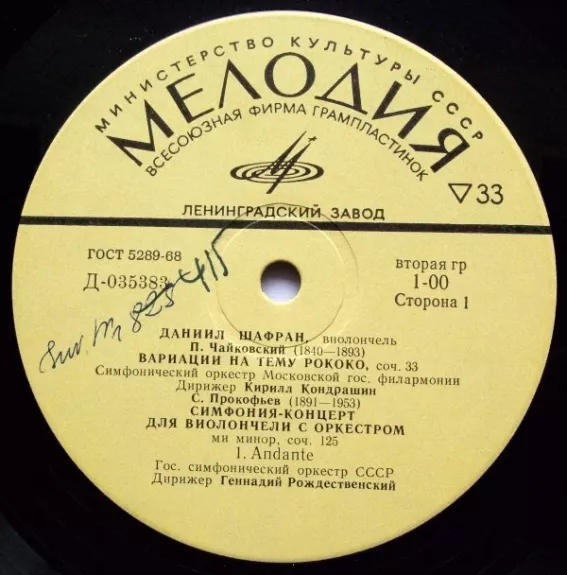 МИНИСТЕРСТВО КУЛЬТУРЫ СССР
МЕЛОДИЯ
ВСЕСОЮЗНАЯ ФИРМА ГРАМПЛАСТИНОК
▽33
ЛЕНИНГРАДСКИЙ ЗАВОД
ГОСТ 5289-68
Д-035383
вторая гр
1-00
Сторона 1
823415
ДАНИИЛ ШАФРАН, виолончель
П. Чайковский (1840—1893)
ВАРИАЦИИ НА ТЕМУ РОКОКО, соч. 33
Симфонический оркестр Московской гос. филармонии
Дирижер Кирилл Кондрашин
С. Прокофьев (1891—1953)
СИМФОНИЯ-КОНЦЕРТ
ДЛЯ ВИОЛОНЧЕЛИ С ОРКЕСТРОМ
ми минор, соч. 125
1. Andante
Гос. симфонический оркестр СССР
Дирижер Геннадий Рождественский